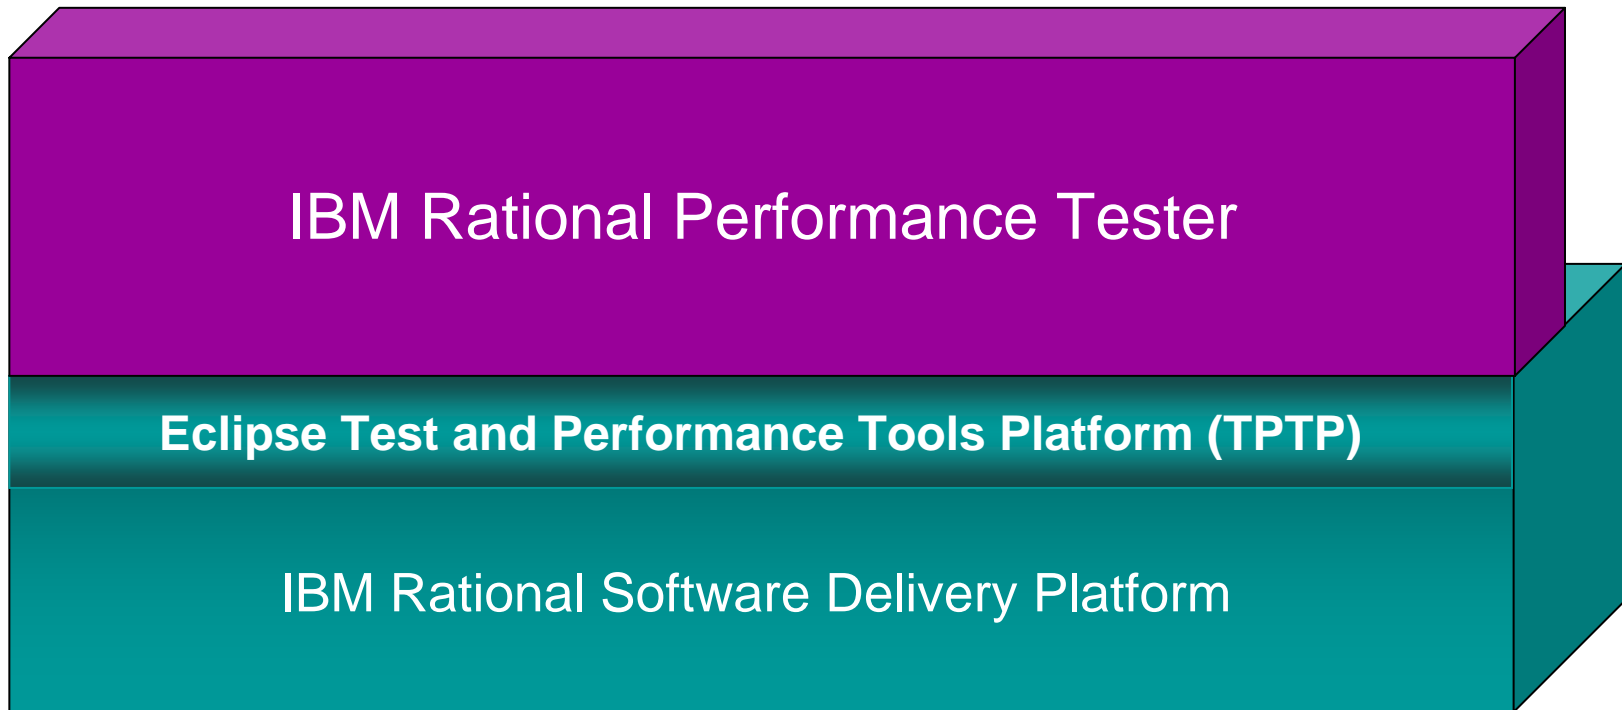 IBM Rational Performance Tester
Eclipse Test and Performance Tools Platform (TPTP)
IBM Rational Software Delivery Platform